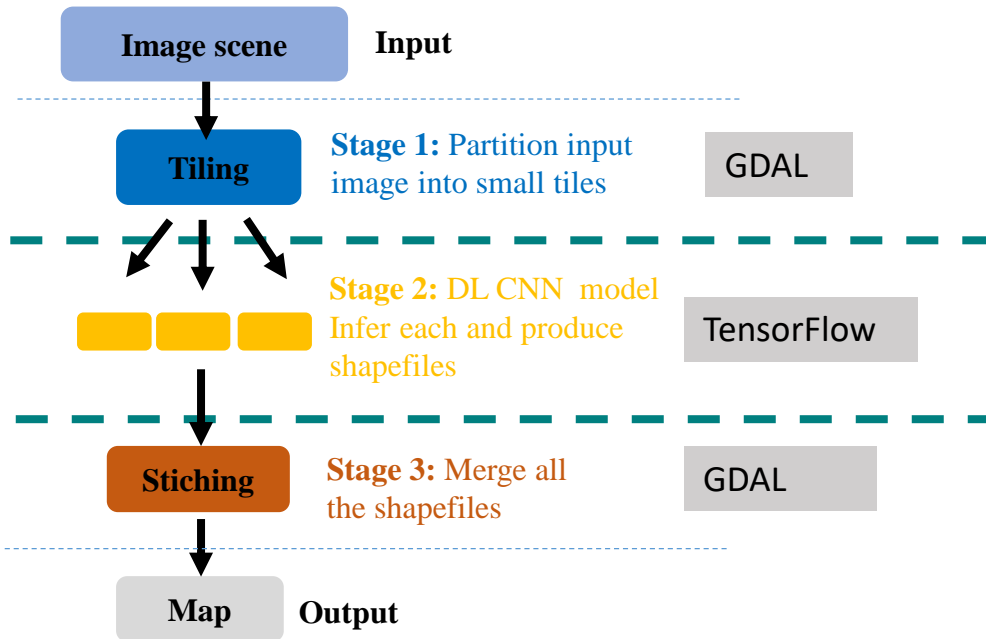 Image scene
Input
Tiling
Stage 1: Partition input
image into small tiles
GDAL
Stage 2: DL CNN model
Infer each and produce
shapefiles
TensorFlow
Stiching
Stage 3: Merge all
the shapefiles
GDAL
Map
Output